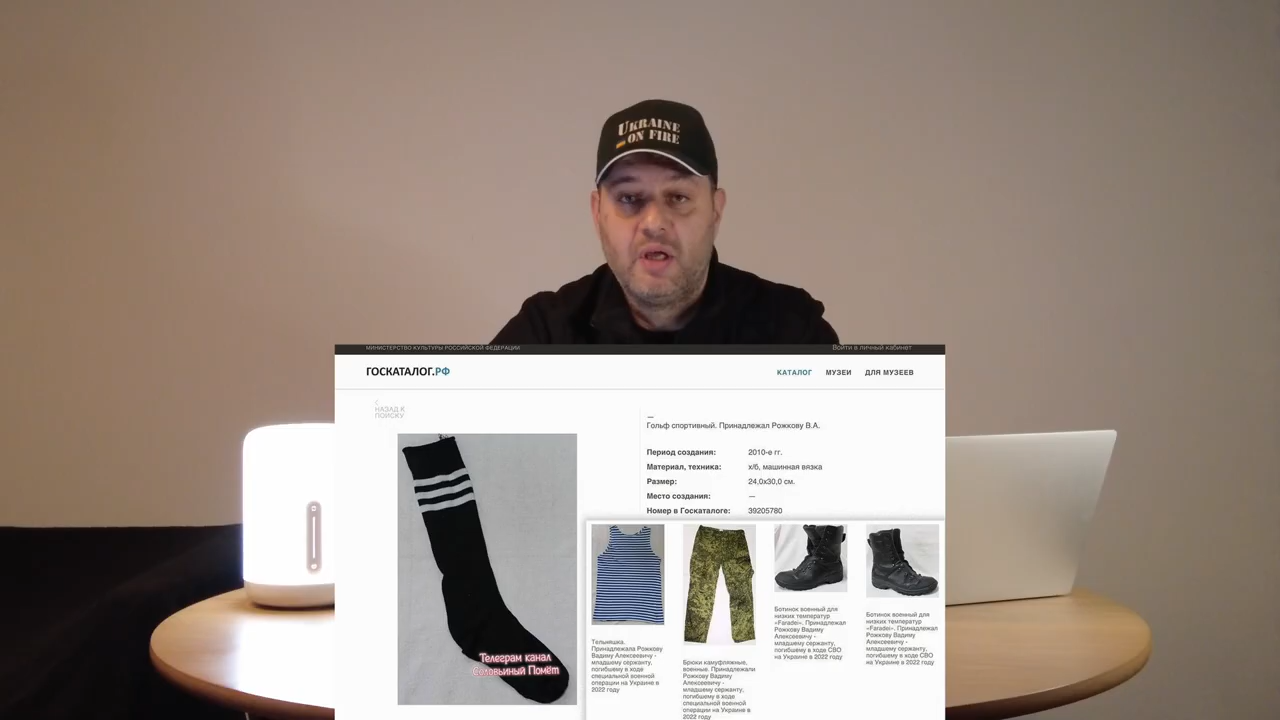 UKRAINE
ON FIRE
МИНИСТЕРСТВО КУЛЬТУРЫ РОССИЙСКОЙ ФЕДЕРАЦИИ
Войти в личный кабинет
ГОСКАТАЛОГ.РФ
КАТАЛОГ
МУЗЕИ
ДЛЯ МУЗЕЕВ
НАЗАД К
ПОИСКУ
—
Гольф спортивный. Принадлежал Рожкову В.А.
Период создания: 2010-е гг.
Материал, техника: х/б, машинная вязка
Размер: 24,0х30,0 см.
Место создания: —
Номер в Госкаталоге: 39205780
Телеграм канал
Соловьиный Помёт
Тельняшка.
Принадлежала Рожкову
Вадиму Алексеевичу -
младшему сержанту,
погибшему в ходе
специальной военной
операции на Украине в
2022 году
Брюки камуфляжные,
военные. Принадлежали
Рожкову Вадиму
Алексеевичу -
младшему сержанту,
погибшему в ходе
специальной военной
операции на Украине в
2022 году
Ботинок военный для
низких температур
«Faradei». Принадлежал
Рожкову Вадиму
Алексеевичу -
младшему сержанту,
погибшему в ходе СВО
на Украине в 2022 году
Ботинок военный для
низких температур
«Faradei». Принадлежал
Рожкову Вадиму
Алексеевичу -
младшему сержанту,
погибшему в ходе СВО
на Украине в 2022 году